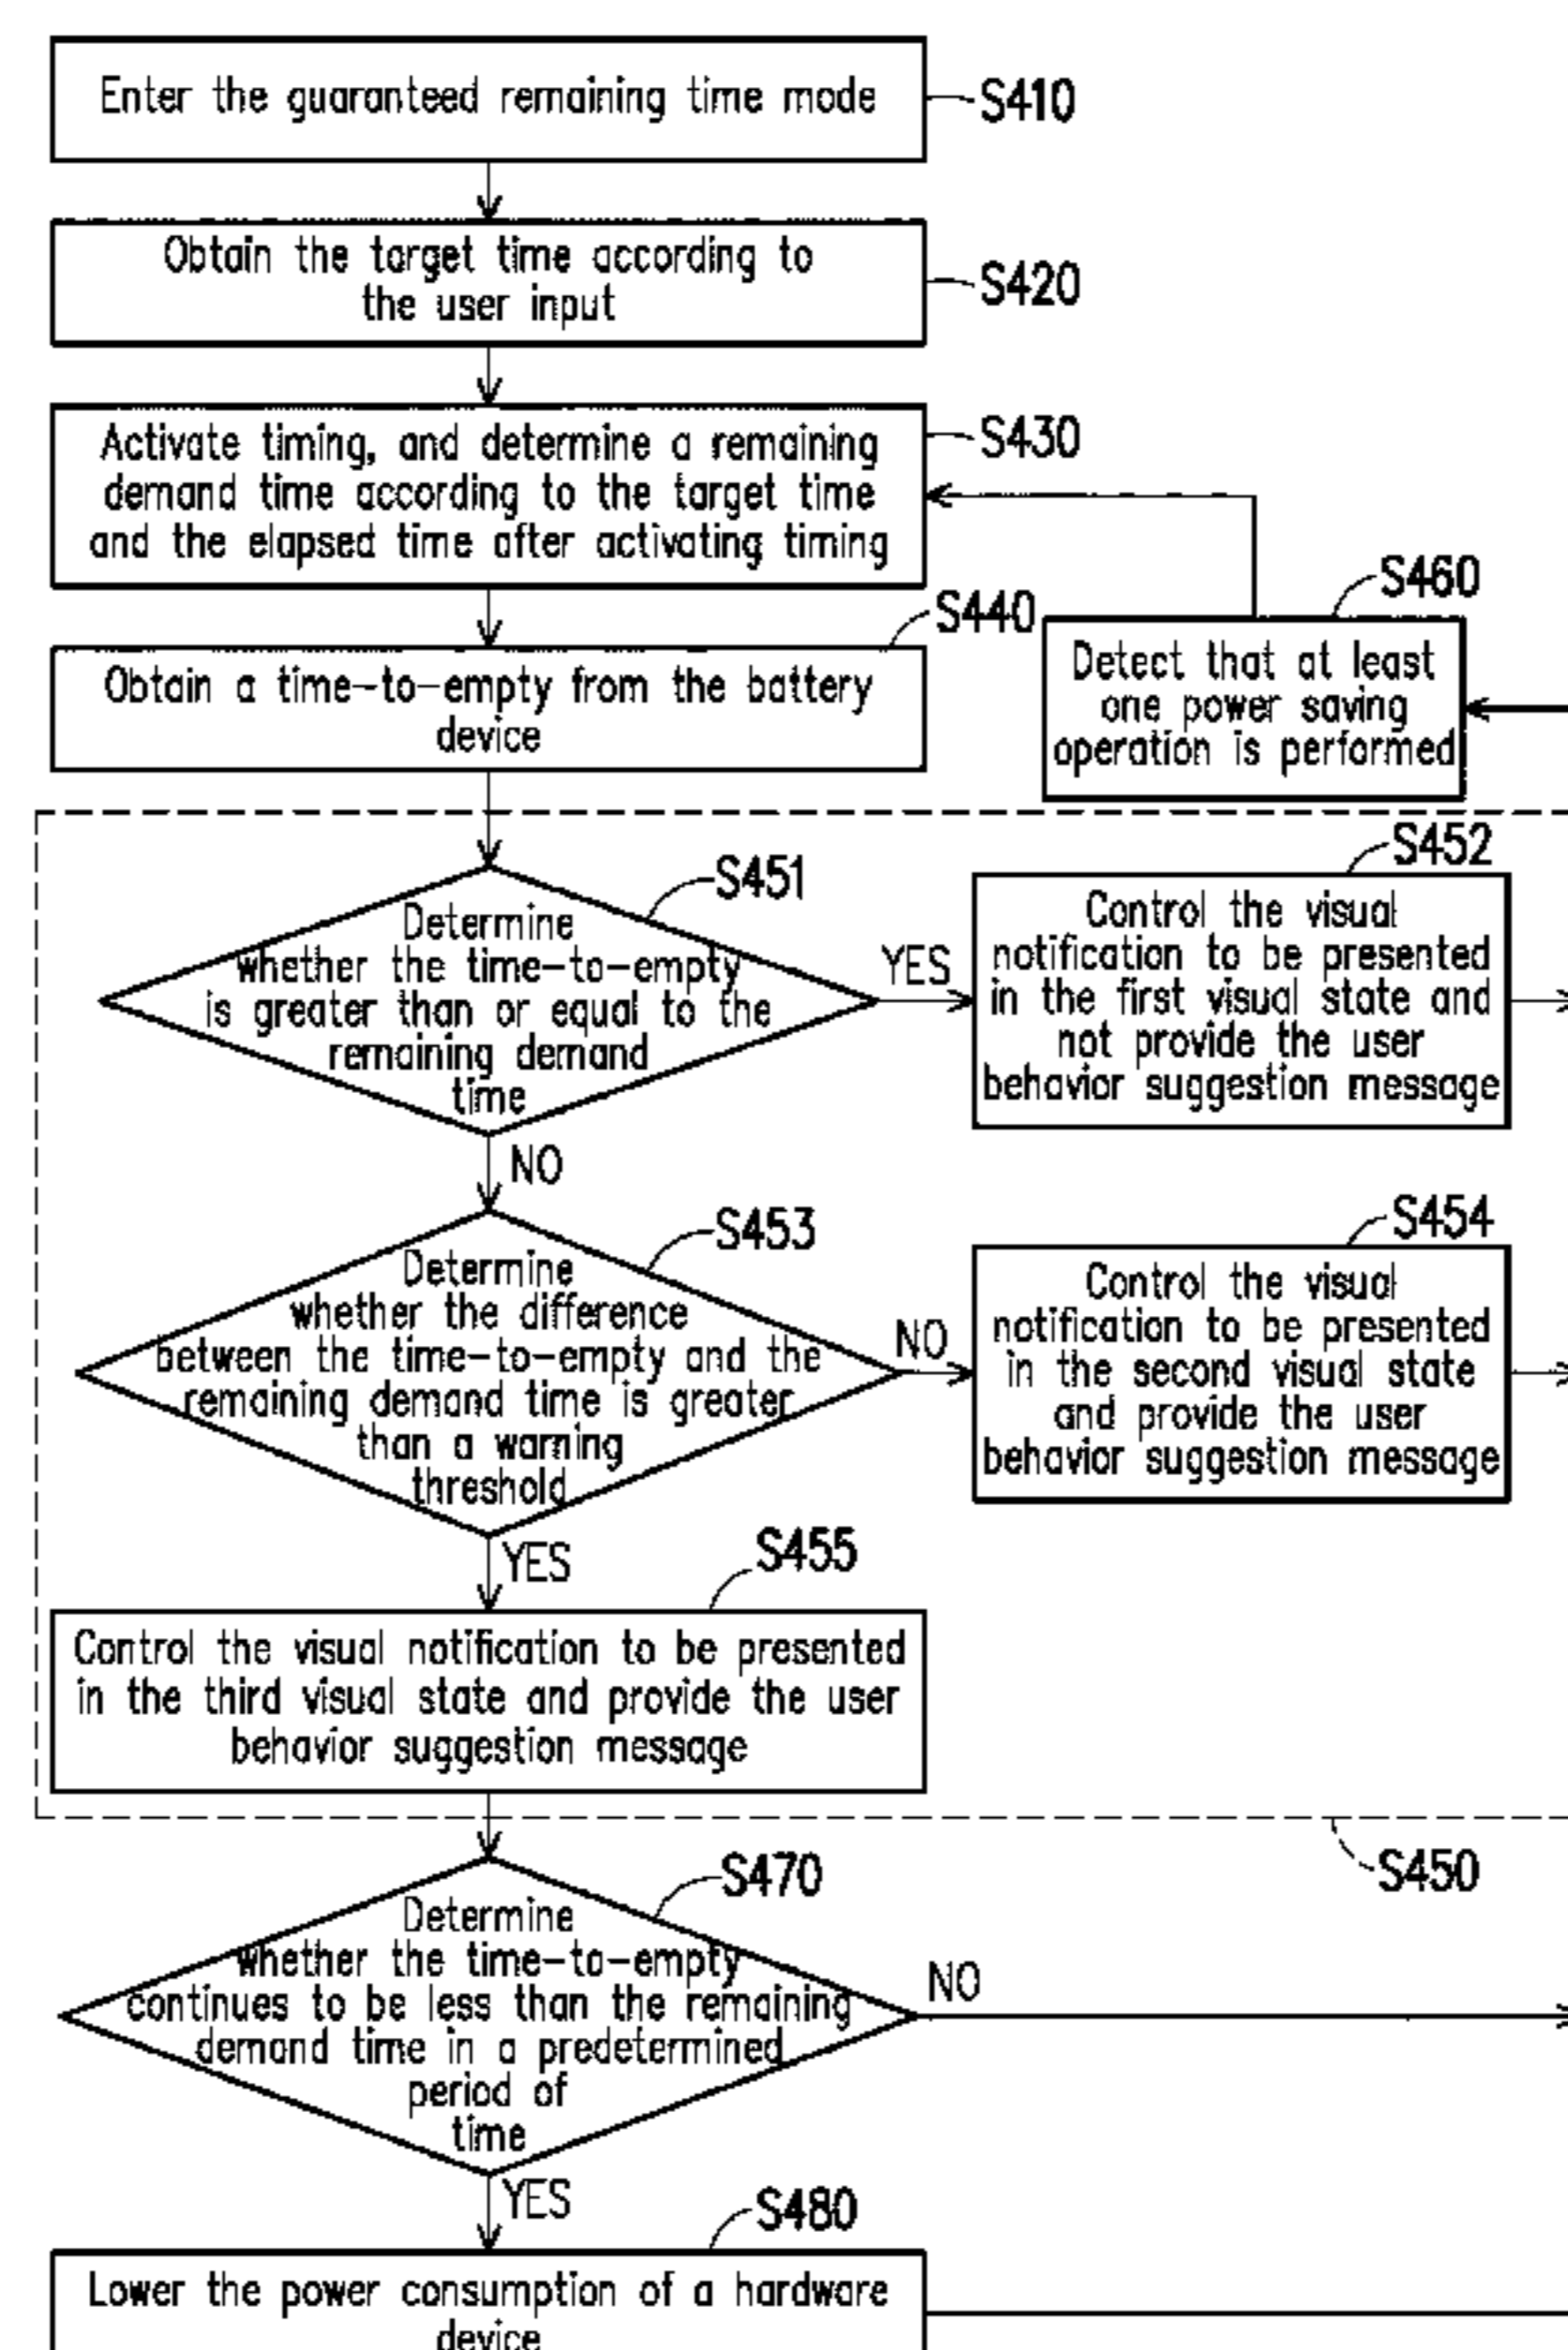 Enter the guaranteed remaining time mode
S410
Obtain the target time according to
the user input
S420
Activate timing, and determine a remaining
demand time according to the target time
and the elapsed time after activating timing
S430
S440
Obtain a time-to-empty from the battery
device
S460
Detect that at least
one power saving
operation is performed
S451
Determine
whether the time-to-empty
is greater than or equal to the
remaining demand
time
YES
NO
S452
Control the visual
notification to be presented
in the first visual state and
not provide the user
behavior suggestion message
S453
Determine
whether the difference
between the time-to-empty and the
remaining demand time is greater
than a warning
threshold
NO
YES
S454
Control the visual
notification to be presented
in the second visual state
and provide the user
behavior suggestion message
S455
Control the visual notification to be presented
in the third visual state and provide the user
behavior suggestion message
S450
S470
Determine
whether the time-to-empty
continues to be less than the remaining
demand time in a predetermined
period of
time
NO
YES
S480
Lower the power consumption of a hardware
device